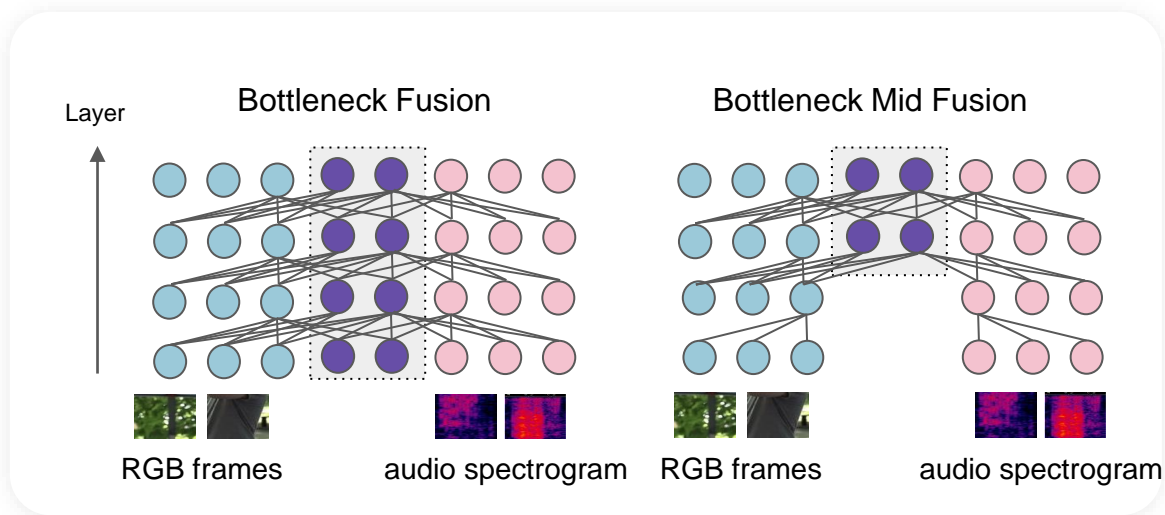 Layer
Bottleneck Fusion
Bottleneck Mid Fusion
RGB frames
audio spectrogram
RGB frames
audio spectrogram